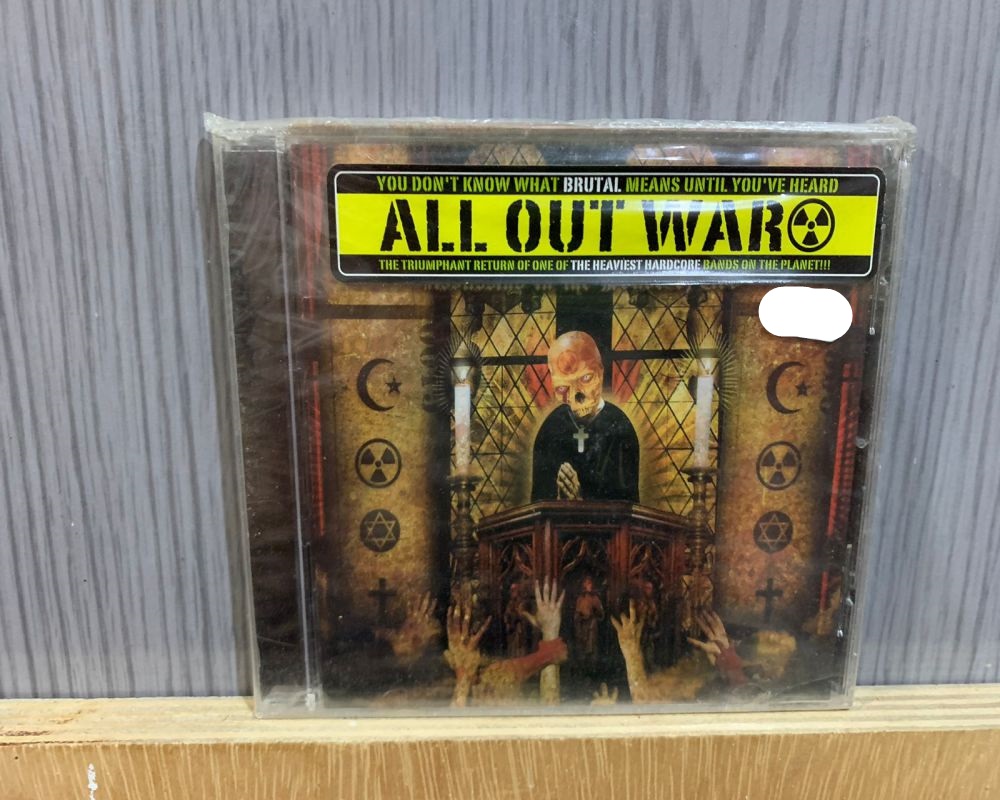 YOU DON'T KNOW WHAT BRUTAL MEANS UNTIL YOU'VE HEARD
ALL OUT WAR
THE TRIUMPHANT RETURN OF ONE OF THE HEAVIEST HARDCORE BANDS ON THE PLANET!!!